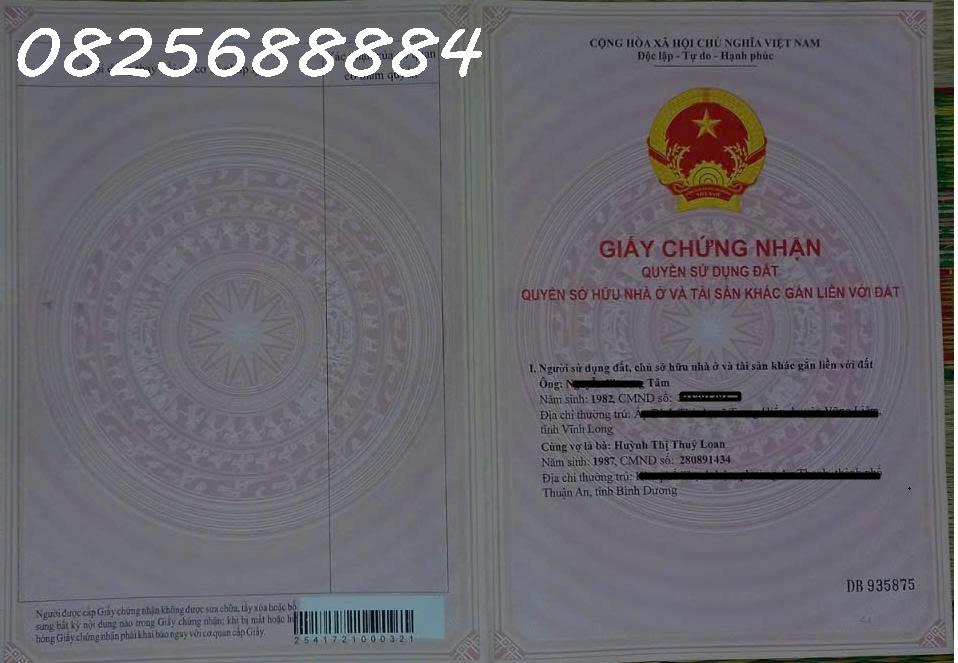 0825688884
CỘNG HÒA XÃ HỘI CHỦ NGHĨA VIỆT NAM
Độc lập - Tự do - Hạnh phúc
có thẩm quyền
GIẤY CHỨNG NHẬN
QUYỀN SỬ DỤNG ĐẤT
QUYỀN SỞ HỮU NHÀ Ở VÀ TÀI SẢN KHÁC GẮN LIỀN VỚI ĐẤT
I. Người sử dụng đất, chủ sở hữu nhà ở và tài sản khác gắn liền với đất
Ông: Tâm
Năm sinh: 1982, CMND số:
Địa chỉ thường trú:
tỉnh Vĩnh Long
Cùng vợ là bà: Huỳnh Thị Thuý Loan
Năm sinh: 1987, CMND số: 280891434
Địa chỉ thường trú:
Thuận An, tỉnh Bình Dương
DB 935875
Người được cấp Giấy chứng nhận không được sửa chữa, tẩy xóa hoặc bổ
sung bất kỳ nội dung nào trong Giấy chứng nhận; khi bị mất hoặc hư
hỏng Giấy chứng nhận phải khai báo ngay với cơ quan cấp Giấy.
2541721000321